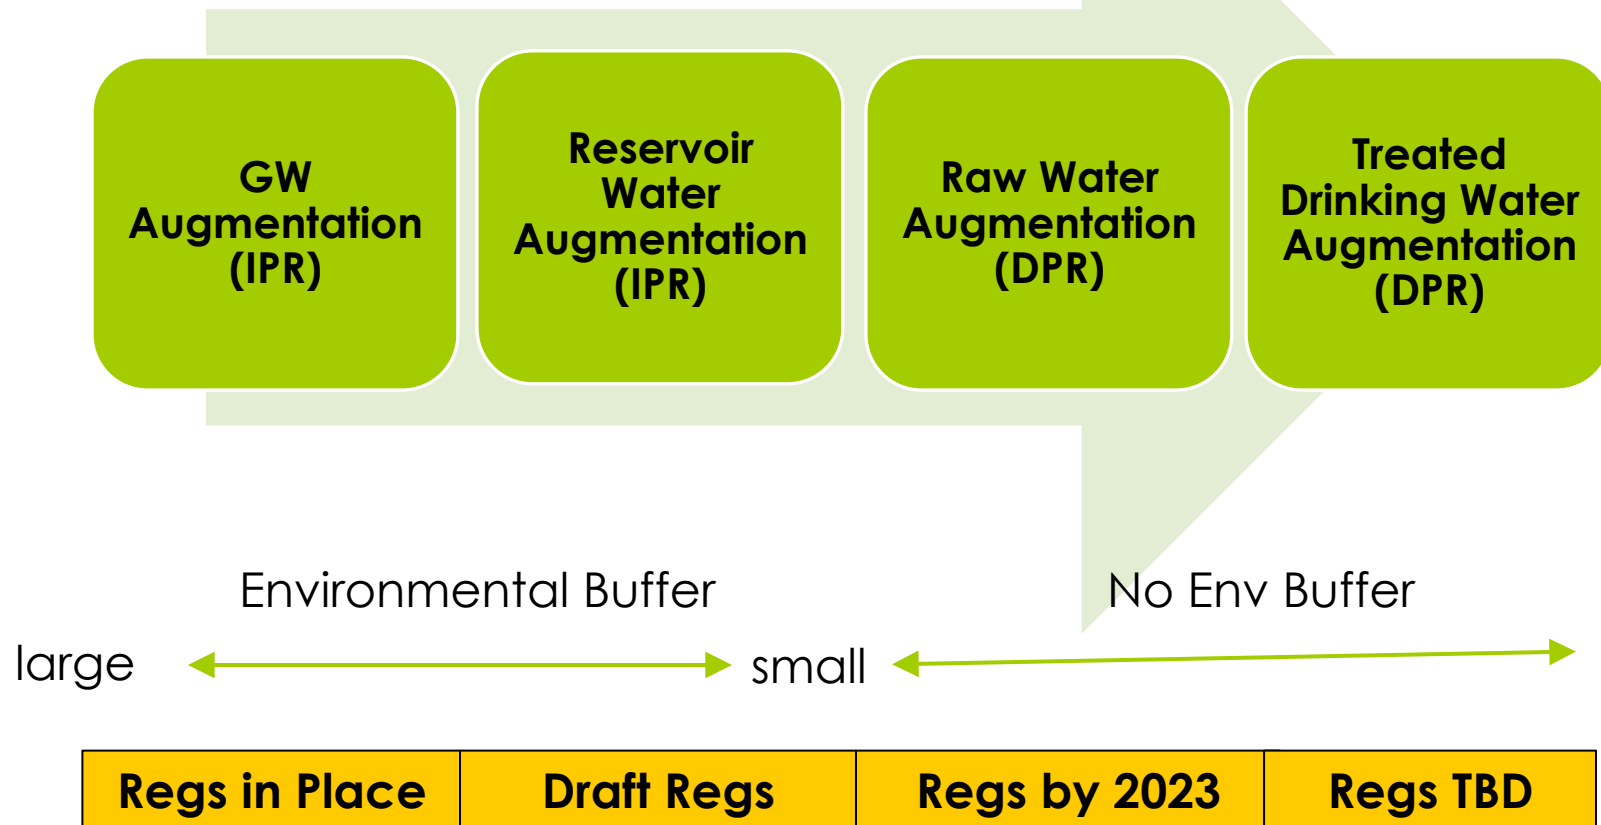 GW
Augmentation
(IPR)
Reservoir
Water
Augmentation
(IPR)
Raw Water
Augmentation
(DPR)
Treated
Drinking Water
Augmentation
(DPR)
Environmental Buffer
No Env Buffer
large
small
Regs in Place
Draft Regs
Regs by 2023
Regs TBD